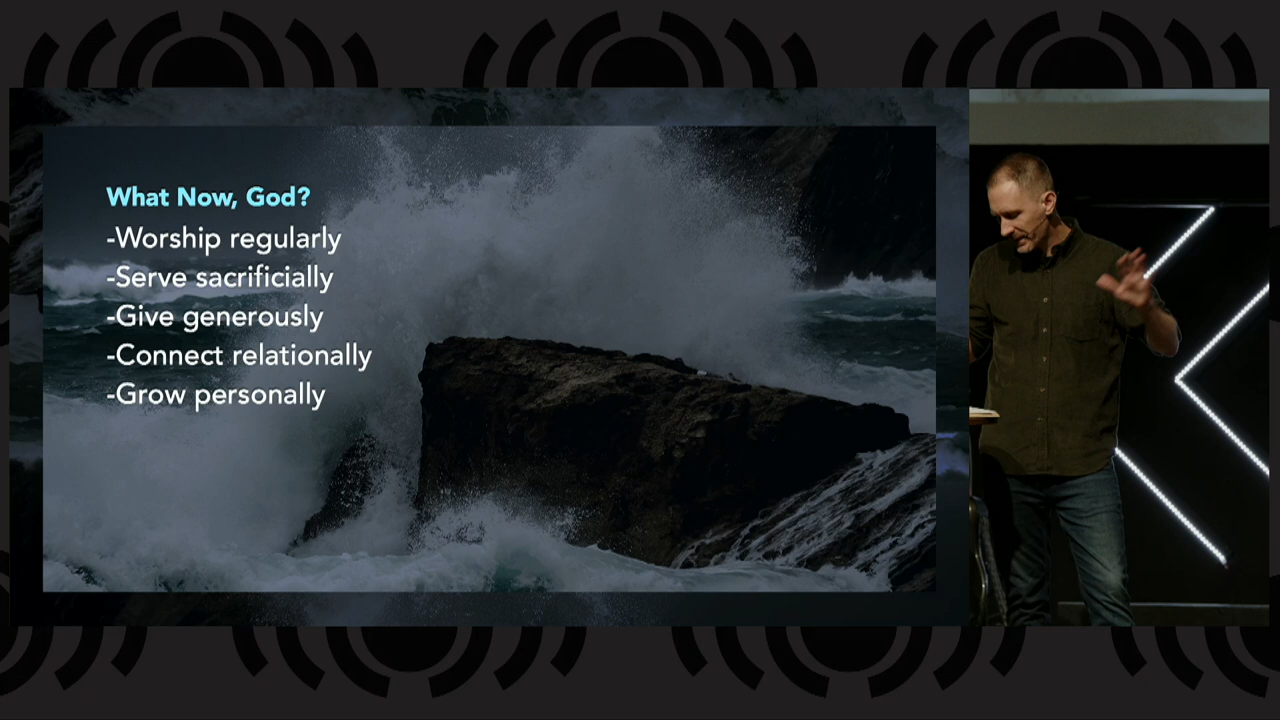 What Now, God?
-Worship regularly
-Serve sacrificially
-Give generously
-Connect relationally
-Grow personally